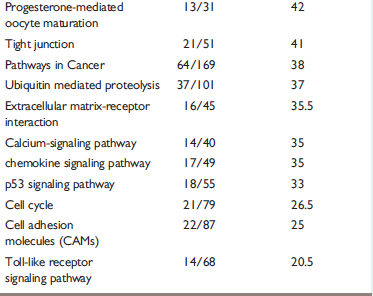 Progesterone-mediated 13/31 42
oocyte maturation
Tight junction 21/51 41
Pathways in Cancer 64/169 38
Ubiquitin mediated proteolysis 37/101 37
Extracellular matrix-receptor 16/45 35.5
interaction
Calcium-signaling pathway 14/40 35
chemokine signaling pathway 17/49 35
p53 signaling pathway 18/55 33
Cell cycle 21/79 26.5
Cell adhesion 22/87 25
molecules (CAMs)
Toll-like receptor 14/68 20.5
signaling pathway